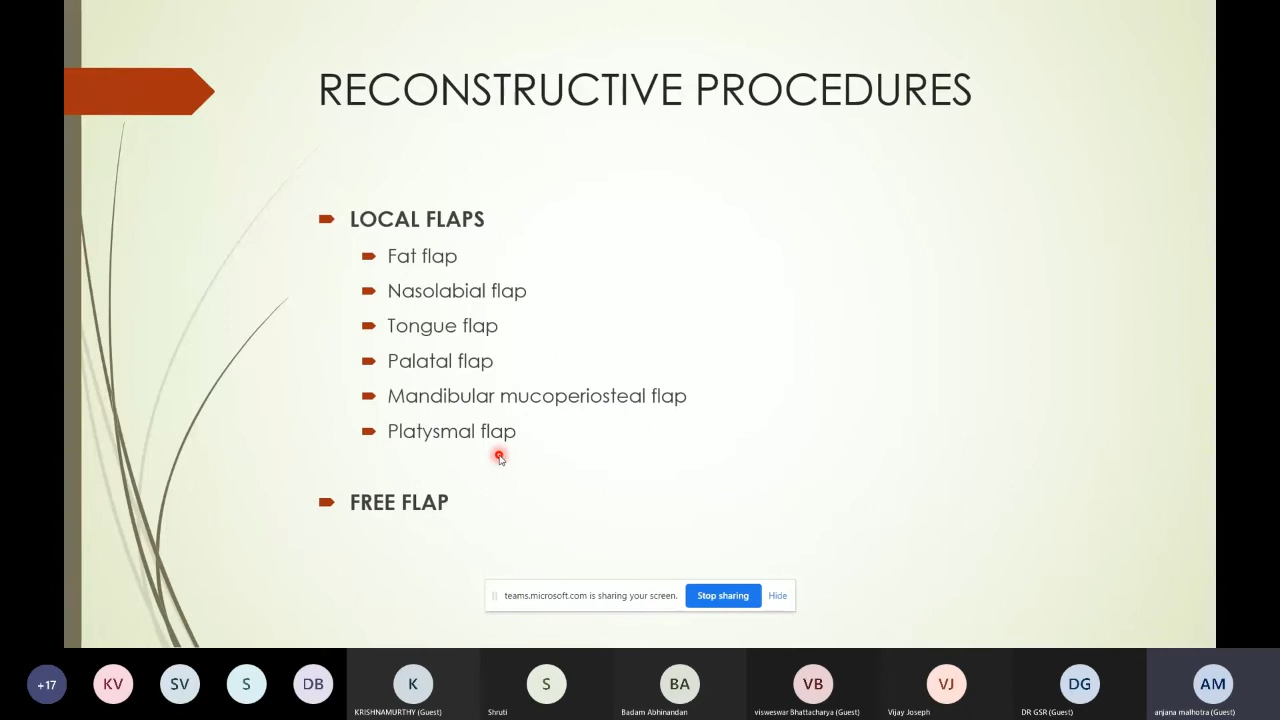 RECONSTRUCTIVE PROCEDURES
LOCAL FLAPS
Fat flap
Nasolabial flap
Tongue flap
Palatal flap
Mandibular mucoperiosteal flap
Platysmal flap
FREE FLAP
teams.microsoft.com is sharing your screen. Stop sharing Hide
+17 KV SV S DB K S BA VB VJ DG AM
KRISHNAMURTHY (Guest) Shruti Badam Abhinandan visweswar Bhattacharya (Guest) Vijay Joseph DR GSR (Guest) anjana malhotra (Guest)